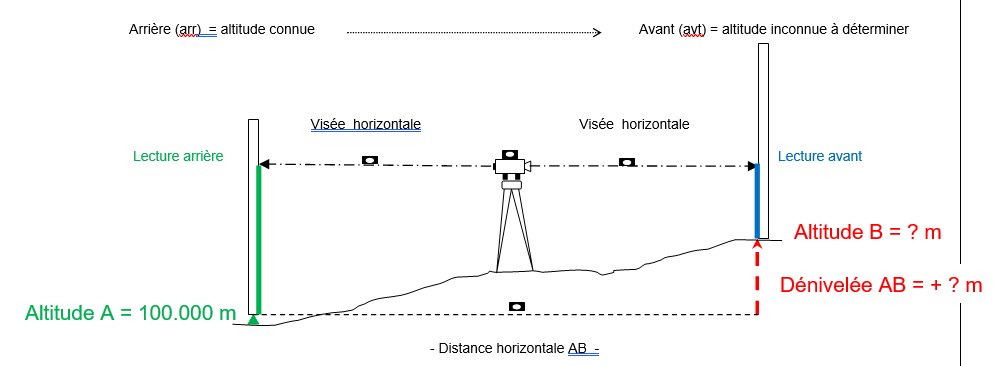 Arrière (arr) = altitude connue
Avant (avt) = altitude inconnue à déterminer
Visée horizontale
Visée horizontale
Lecture arrière
Lecture avant
Altitude B = ? m
Dénivelée AB = + ? m
Altitude A = 100.000 m
- Distance horizontale AB -